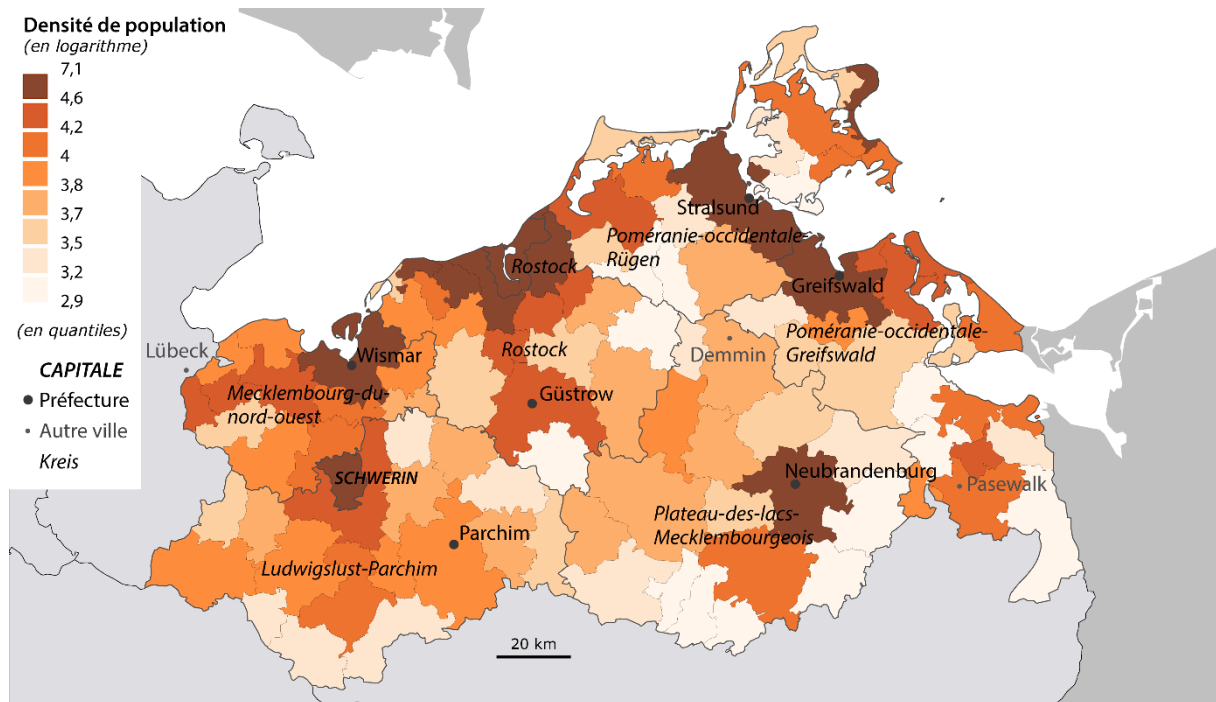 Densité de population
(en logarithme)
7,1
4,6
4,2
4
3,8
3,7
3,5
3,2
2,9
(en quantiles)
CAPITALE
Préfecture
Autre ville
Kreis
Lübeck
Wismar
Mecklembourg-du-
nord-ouest
SCHWERIN
Ludwigslust-Parchim
Parchim
Rostock
Rostock
Güstrow
Stralsund
Poméranie-occidentale-
Rügen
Greifswald
Poméranie-occidentale-
Greifswald
Demmin
Neubrandenburg
Plateau-des-lacs-
Mecklembourgeois
Pasewalk
20 km